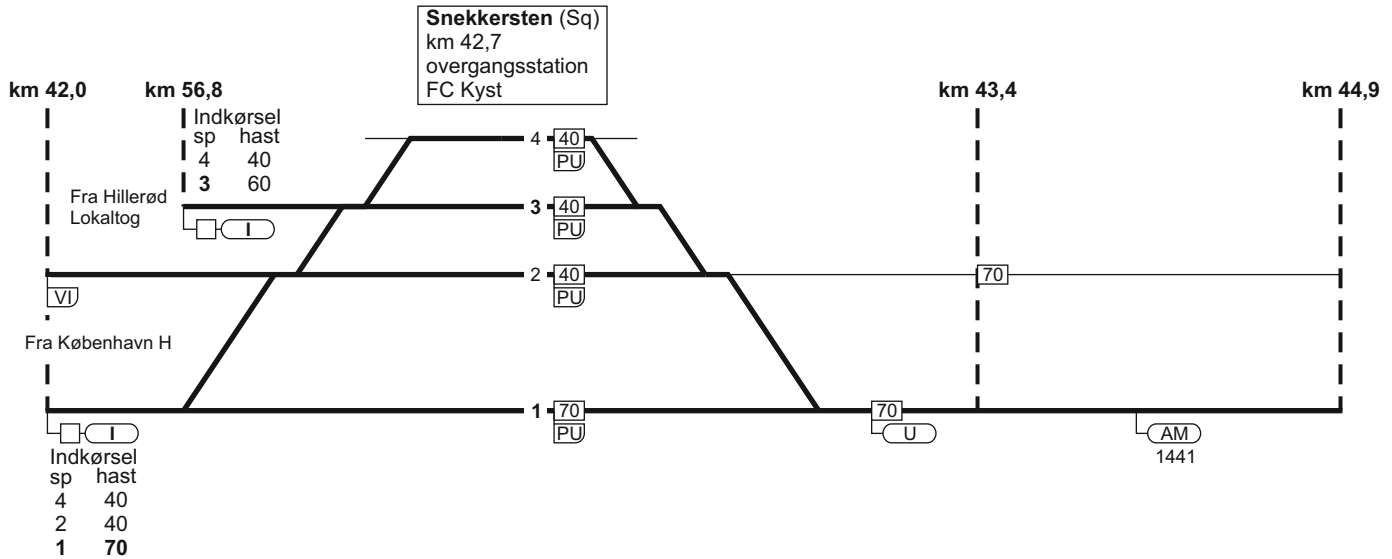 Snekkersten (Sq)
km 42,7
overgangsstation
FC Kyst
km 42,0
km 56,8
km 43,4
km 44,9
Indkørsel
sp hast
4 40
3 60
Fra Hillerød
Lokaltog
I
4 40
PU
3 40
PU
2 40
PU
70
VI
Fra København H
1 70
PU
70
U
AM
1441
I
Indkørsel
sp hast
4 40
2 40
1 70